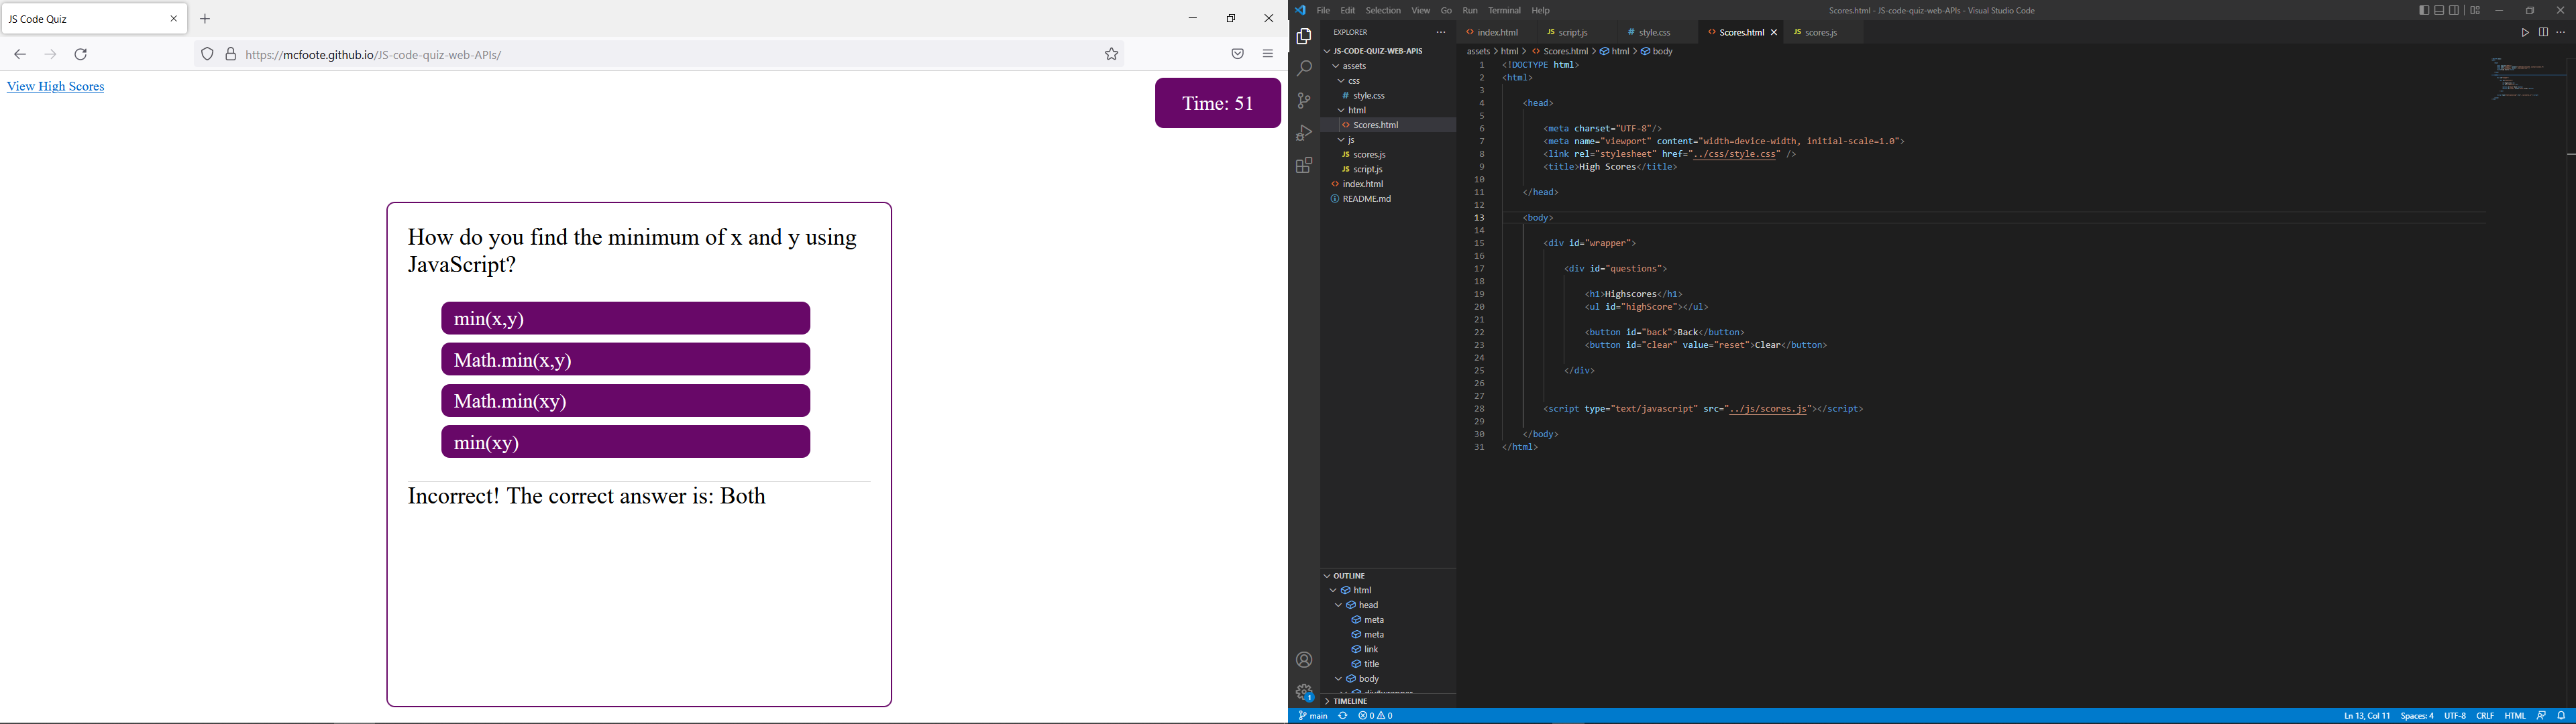 JS Code Quiz
https://mcfoote.github.io/JS-code-quiz-web-APIs/
View High Scores
Time: 51
How do you find the minimum of x and y using
JavaScript?
min(x,y)
Math.min(x,y)
Math.min(xy)
min(xy)
Incorrect! The correct answer is: Both
File Edit Selection View Go Run Terminal Help
Scores.html - JS-code-quiz-web-APIs - Visual Studio Code
EXPLORER
JS-CODE-QUIZ-WEB-APIS
assets
css
# style.css
html
<> Scores.html
js
JS scores.js
JS script.js
<> index.html
README.md
OUTLINE
html
head
meta
meta
link
title
body
div#wrapper
TIMELINE
<> index.html JS script.js # style.css <> Scores.html JS scores.js
assets > html > <> Scores.html > html > body
1 <!DOCTYPE html>
2 <html>
3
4 <head>
5
6 <meta charset="UTF-8"/>
7 <meta name="viewport" content="width=device-width, initial-scale=1.0">
8 <link rel="stylesheet" href="../css/style.css" />
9 <title>High Scores</title>
10
11 </head>
12
13 <body>
14
15 <div id="wrapper">
16
17 <div id="questions">
18
19 <h1>Highscores</h1>
20 <ul id="highScore"></ul>
21
22 <button id="back">Back</button>
23 <button id="clear" value="reset">Clear</button>
24
25 </div>
26
27
28 <script type="text/javascript" src="../js/scores.js"></script>
29
30 </body>
31 </html>
1
main 0 0
Ln 13, Col 11 Spaces: 4 UTF-8 CRLF HTML